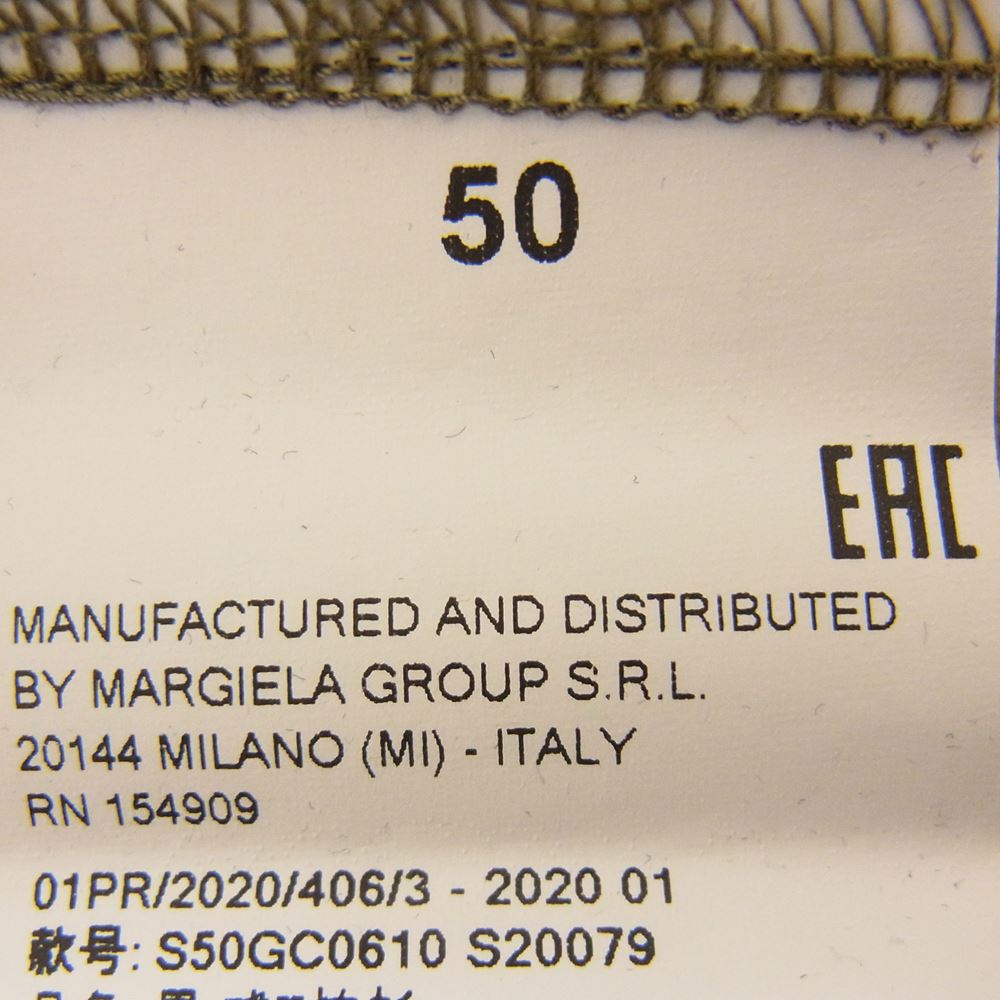 50
EAC
MANUFACTURED AND DISTRIBUTED
BY MARGIELA GROUP S.R.L.
20144 MILANO (MI) - ITALY
RN 154909
01PR/2020/406/3 - 2020 01
款号: S50GC0610 S20079